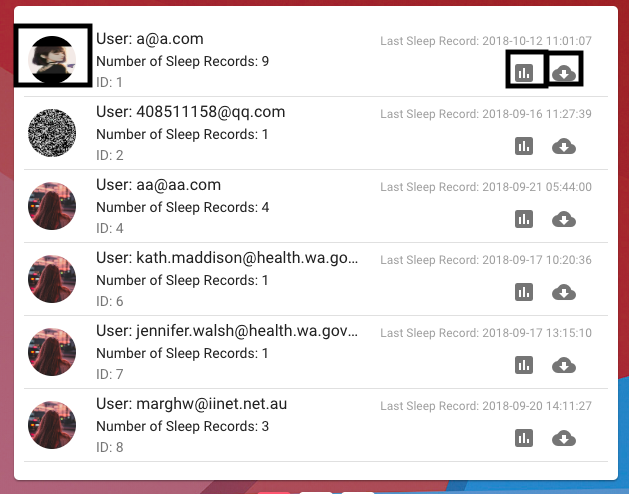 User: a@a.com
Last Sleep Record: 2018-10-12 11:01:07
Number of Sleep Records: 9
ID: 1
User: 408511158@qq.com
Last Sleep Record: 2018-09-16 11:27:39
Number of Sleep Records: 1
ID: 2
User: aa@aa.com
Last Sleep Record: 2018-09-21 05:44:00
Number of Sleep Records: 4
ID: 4
User: kath.maddison@health.wa.go…
Last Sleep Record: 2018-09-17 10:20:36
Number of Sleep Records: 1
ID: 6
User: jennifer.walsh@health.wa.gov…
Last Sleep Record: 2018-09-17 13:15:10
Number of Sleep Records: 1
ID: 7
User: marghw@iinet.net.au
Last Sleep Record: 2018-09-20 14:11:27
Number of Sleep Records: 3
ID: 8